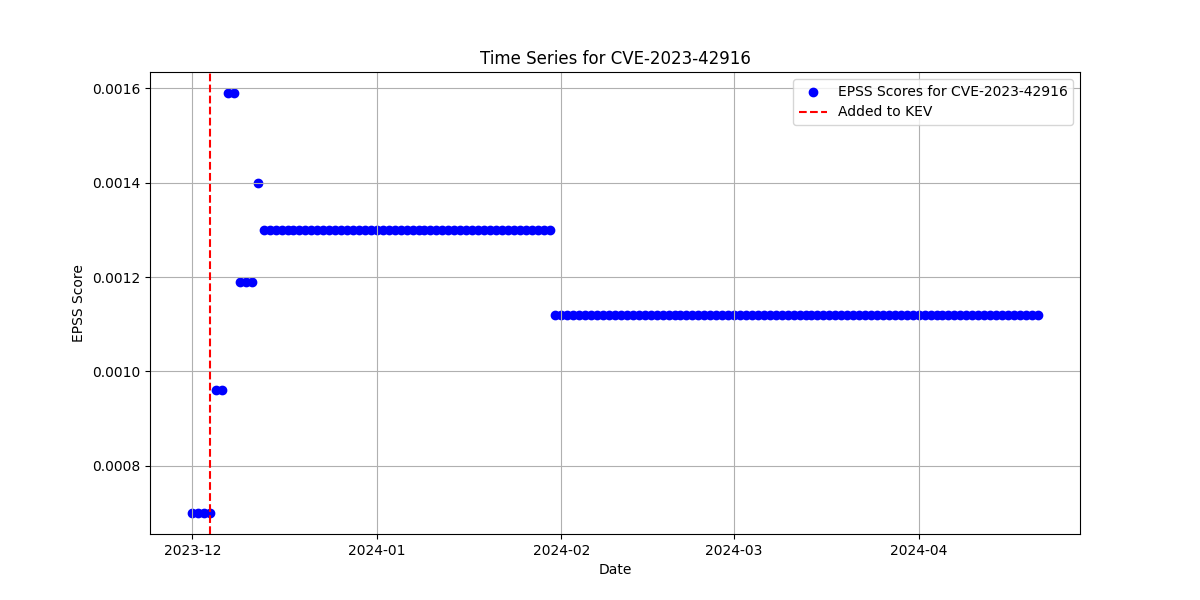 Time Series for CVE-2023-42916
EPSS Scores for CVE-2023-42916
Added to KEV
EPSS Score
0.0016
0.0014
0.0012
0.0010
0.0008
2023-12
2024-01
2024-02
2024-03
2024-04
Date